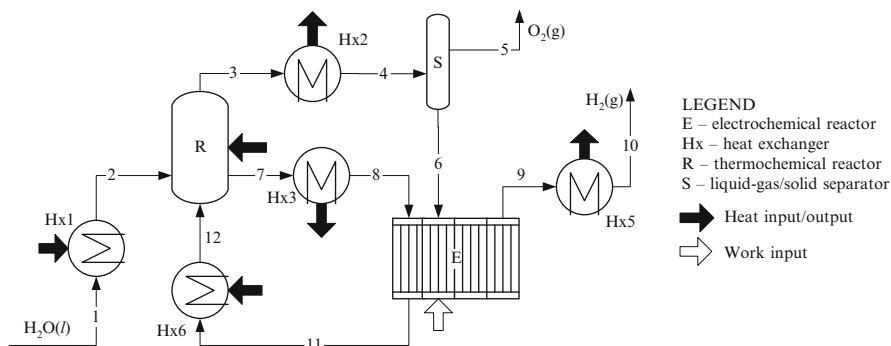 O₂(g)
Hx2
3
4
S
5
H₂(g)
LEGEND
E – electrochemical reactor
Hx – heat exchanger
R – thermochemical reactor
S – liquid-gas/solid separator
Heat input/output
Work input
R
2
7
8
6
9
10
Hx3
Hx1
Hx5
12
E
H₂O(l)
1
Hx6
11